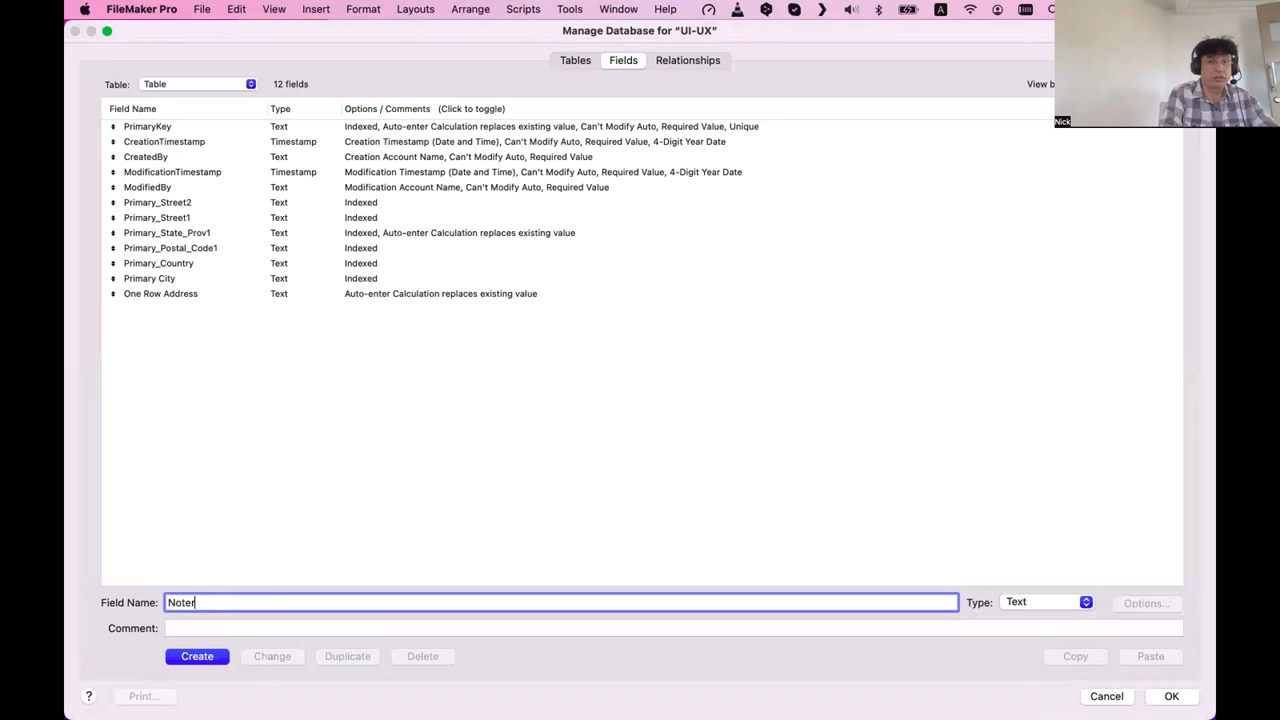 FileMaker Pro File Edit View Insert Format Layouts Arrange Scripts Tools Window Help A
Manage Database for “UI-UX”
Tables Fields Relationships
Table: Table 12 fields View b
Field Name Type Options / Comments (Click to toggle)
PrimaryKey Text Indexed, Auto-enter Calculation replaces existing value, Can't Modify Auto, Required Value, Unique
CreationTimestamp Timestamp Creation Timestamp (Date and Time), Can't Modify Auto, Required Value, 4-Digit Year Date
CreatedBy Text Creation Account Name, Can't Modify Auto, Required Value
ModificationTimestamp Timestamp Modification Timestamp (Date and Time), Can't Modify Auto, Required Value, 4-Digit Year Date
ModifiedBy Text Modification Account Name, Can't Modify Auto, Required Value
Primary_Street2 Text Indexed
Primary_Street1 Text Indexed
Primary_State_Prov1 Text Indexed, Auto-enter Calculation replaces existing value
Primary_Postal_Code1 Text Indexed
Primary_Country Text Indexed
Primary City Text Indexed
One Row Address Text Auto-enter Calculation replaces existing value
Field Name: Noter Type: Text Options...
Comment:
Create Change Duplicate Delete Copy Paste
? Print... Cancel OK
Nick